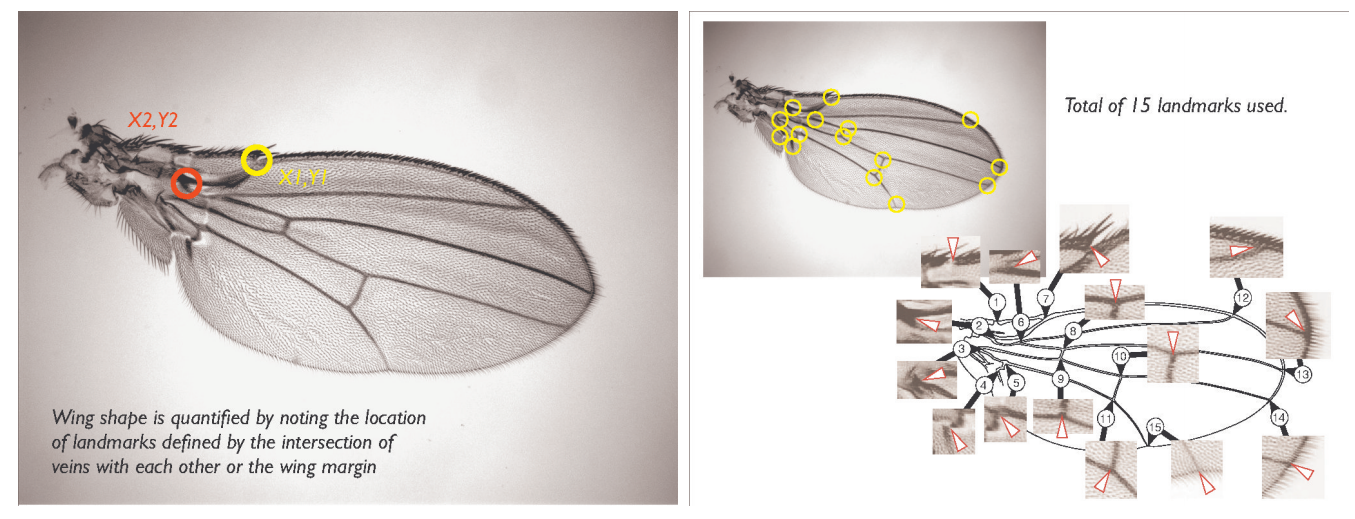 X2,Y2
X1,Y1
Wing shape is quantified by noting the location
of landmarks defined by the intersection of
veins with each other or the wing margin
Total of 15 landmarks used.
1
7
12
2
6
8
3
10
13
4
5
9
11
14
15